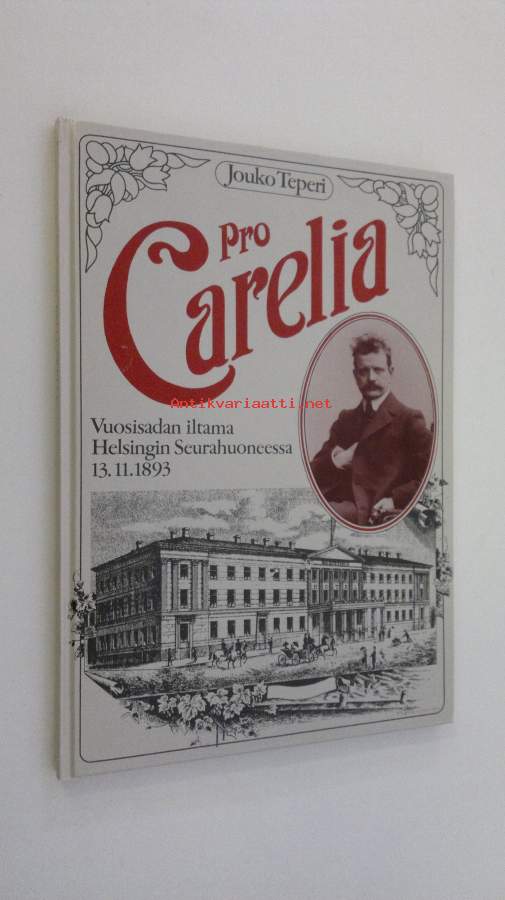 Jouko Teperi
Pro
Carelia
Antikvariaatti.net
Vuosisadan iltama
Helsingin Seurahuoneessa
13.11.1893